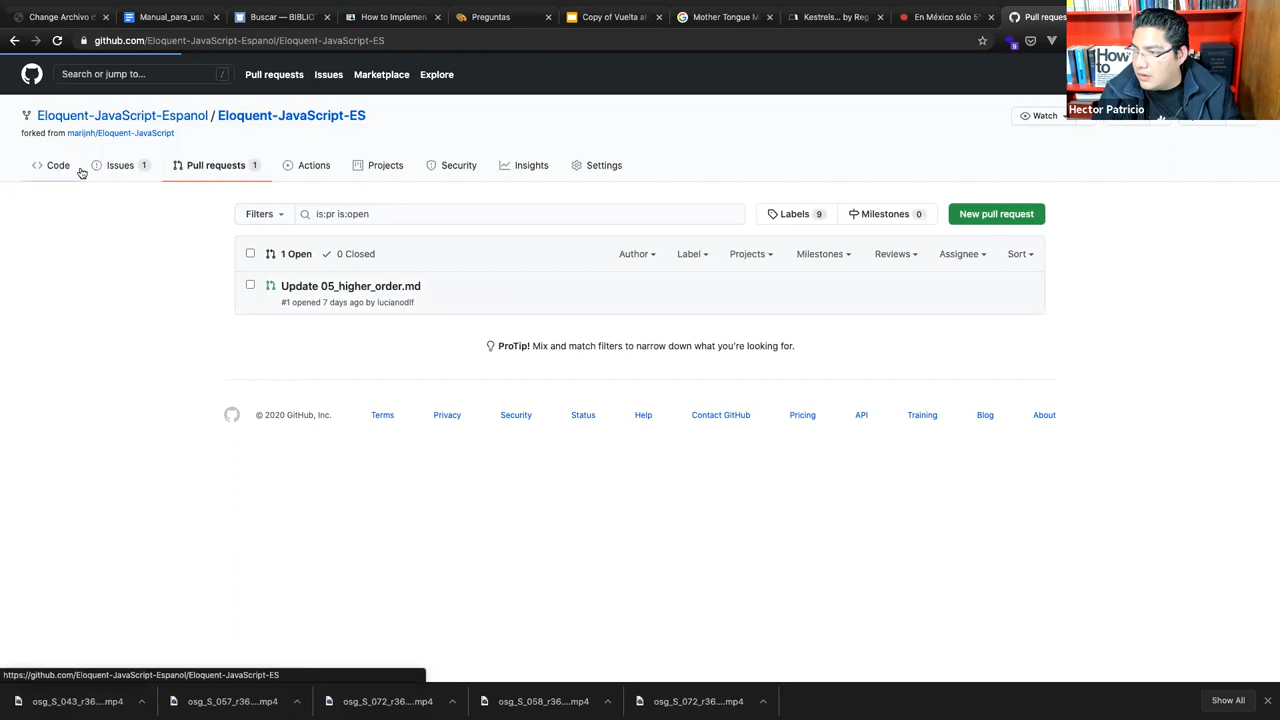 Change Archivo d
Manual_para_uso_
Buscar — BIBLIOT
How to Implemen
Preguntas
Copy of Vuelta al
Mother Tongue M
Kestrels... by Reg
En México sólo 5°
Pull reques
github.com/Eloquent-JavaScript-Espanol/Eloquent-JavaScript-ES
9
How
to
Hector Patricio
Search or jump to...
/
Pull requests
Issues
Marketplace
Explore
Eloquent-JavaScript-Espanol / Eloquent-JavaScript-ES
Watch
forked from marijnh/Eloquent-JavaScript
Code
Issues 1
Pull requests 1
Actions
Projects
Security
Insights
Settings
Filters
is:pr is:open
Labels 9
Milestones 0
New pull request
1 Open
0 Closed
Author
Label
Projects
Milestones
Reviews
Assignee
Sort
Update 05_higher_order.md
#1 opened 7 days ago by lucianodlf
ProTip! Mix and match filters to narrow down what you're looking for.
© 2020 GitHub, Inc.
Terms
Privacy
Security
Status
Help
Contact GitHub
Pricing
API
Training
Blog
About
https://github.com/Eloquent-JavaScript-Espanol/Eloquent-JavaScript-ES
osg_S_043_r36....mp4
osg_S_057_r36....mp4
osg_S_072_r36....mp4
osg_S_058_r36....mp4
osg_S_072_r36....mp4
Show All